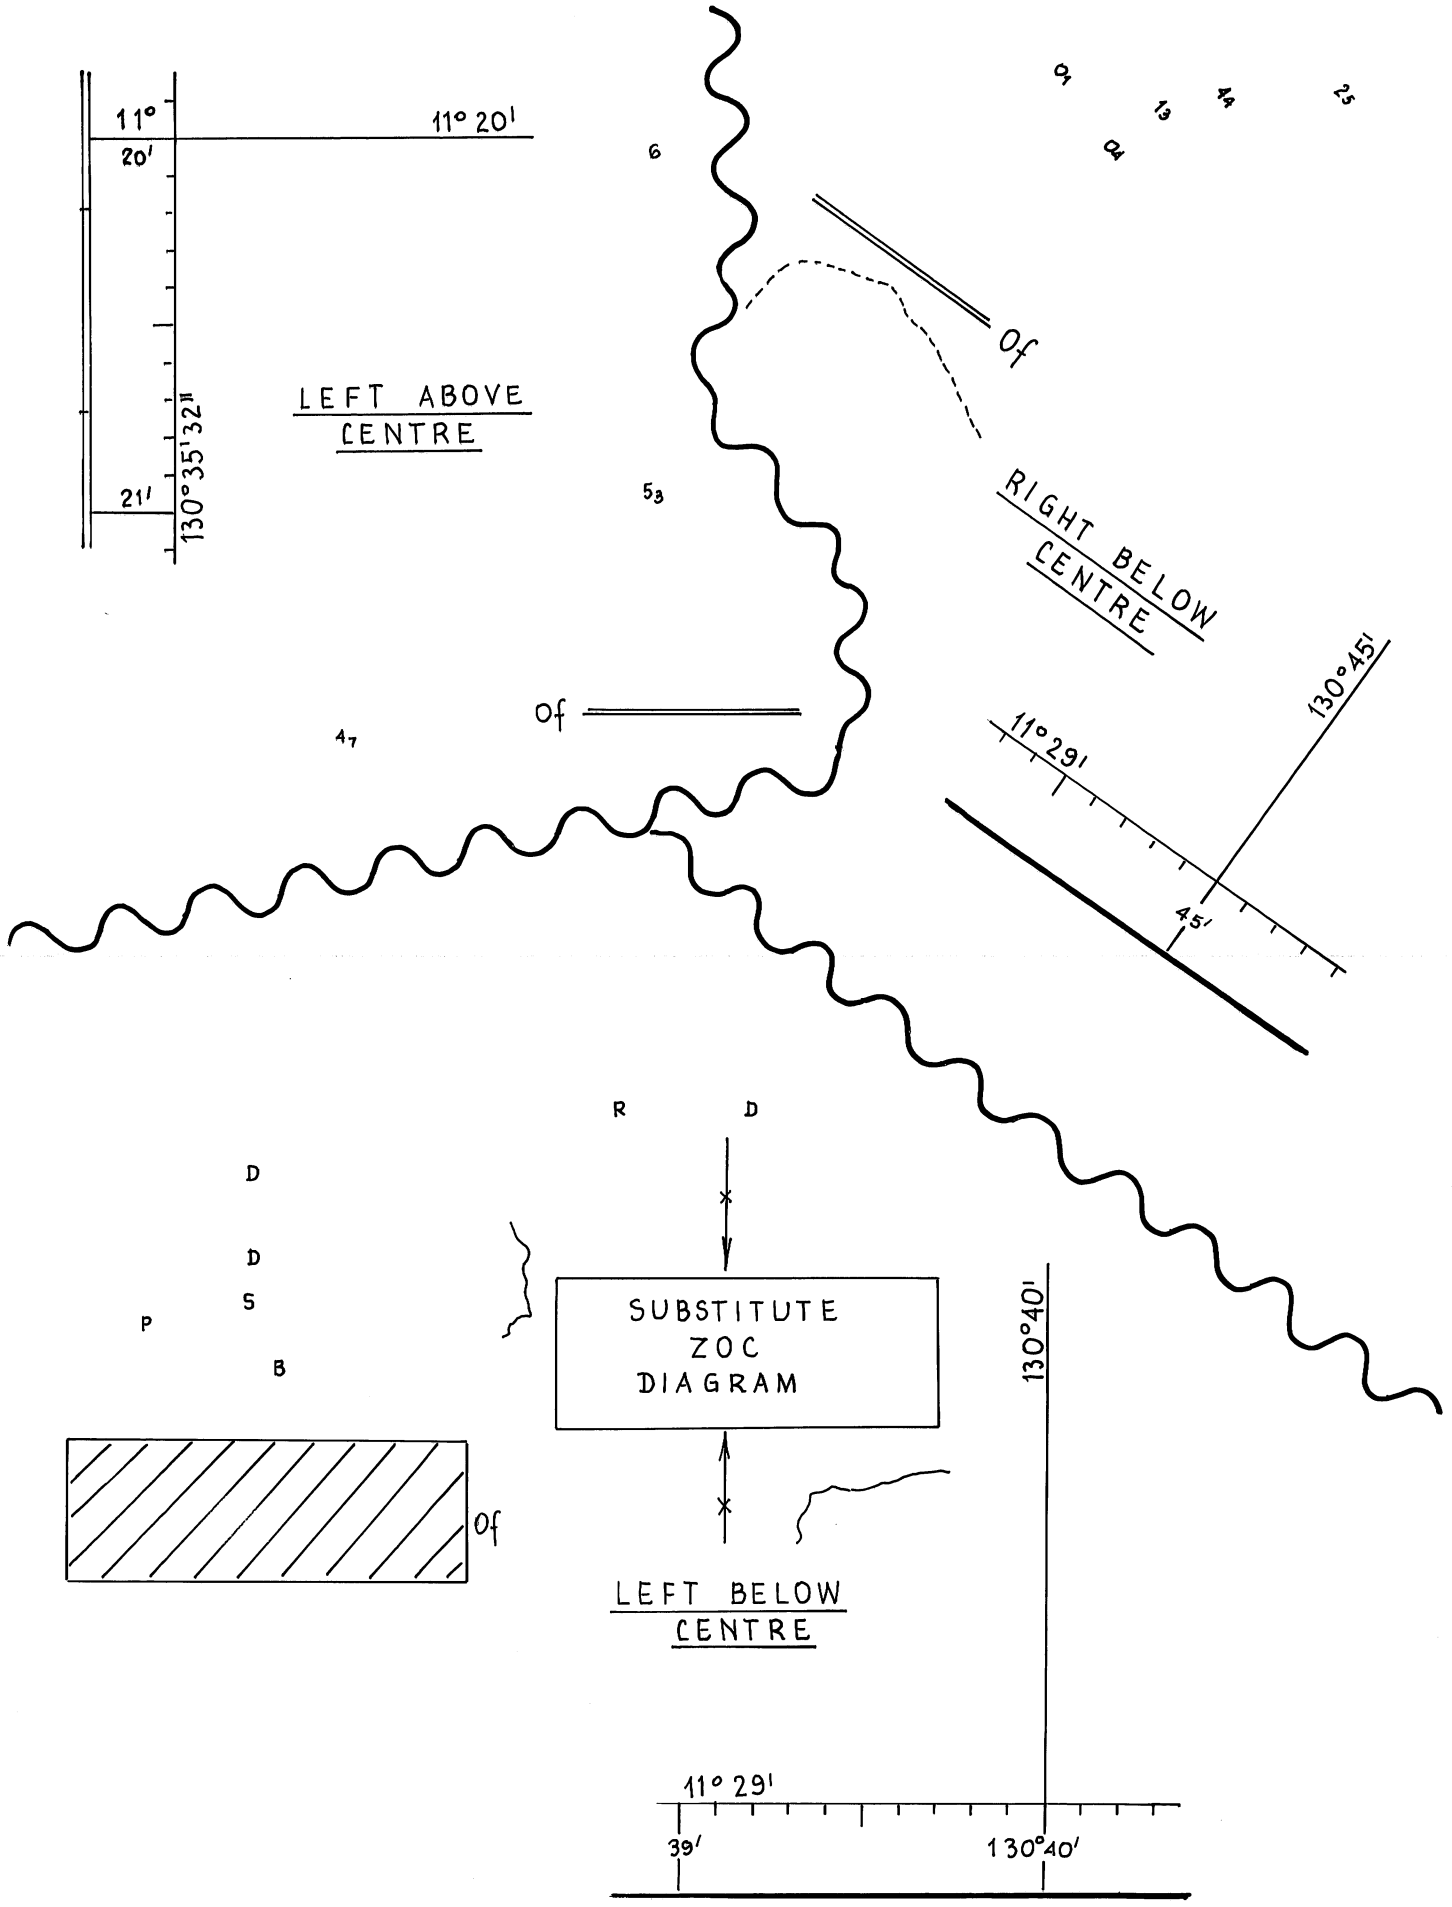 11° 11° 20'
20'
6
LEFT ABOVE
CENTRE
130° 35' 32"
21'
53
Of
47
13 44 25
Of
RIGHT BELOW
CENTRE
130° 45'
11° 29'
45'
R D
D
D
S
P
B
SUBSTITUTE
ZOC
DIAGRAM
Of
130° 40'
LEFT BELOW
CENTRE
11° 29'
39' 130° 40'